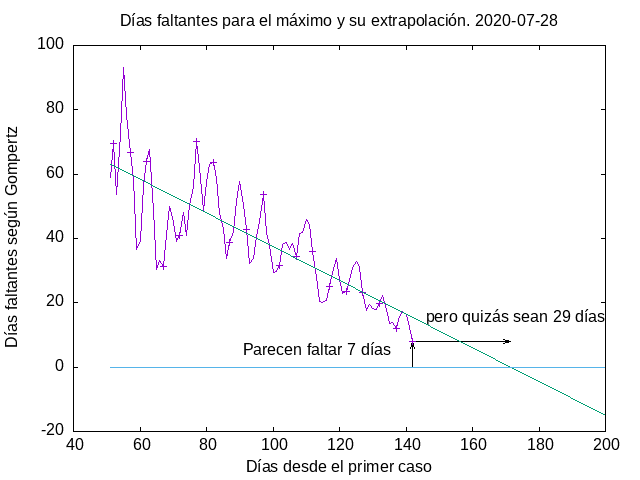 Días faltantes para el máximo y su extrapolación. 2020-07-28
100
80
60
40
20
0
-20
Días faltantes según Gompertz
pero quizás sean 29 días
Parecen faltar 7 días
40 60 80 100 120 140 160 180 200
Días desde el primer caso